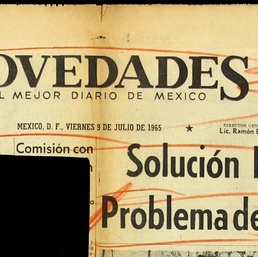 OVEDADES
EL MEJOR DIARIO DE MEXICO
MEXICO, D. F., VIERNES 9 DE JULIO DE 1965
Lic. Ramón
Comisión con
Solución
Problema de